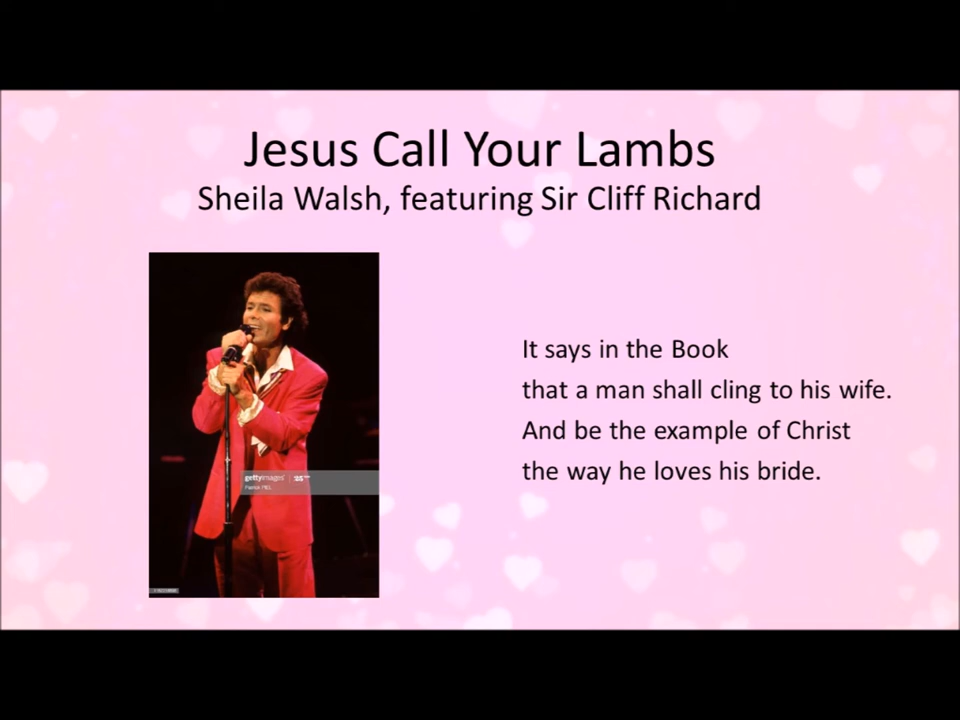 Jesus Call Your Lambs
Sheila Walsh, featuring Sir Cliff Richard
It says in the Book
that a man shall cling to his wife.
And be the example of Christ
the way he loves his bride.
gettyimages